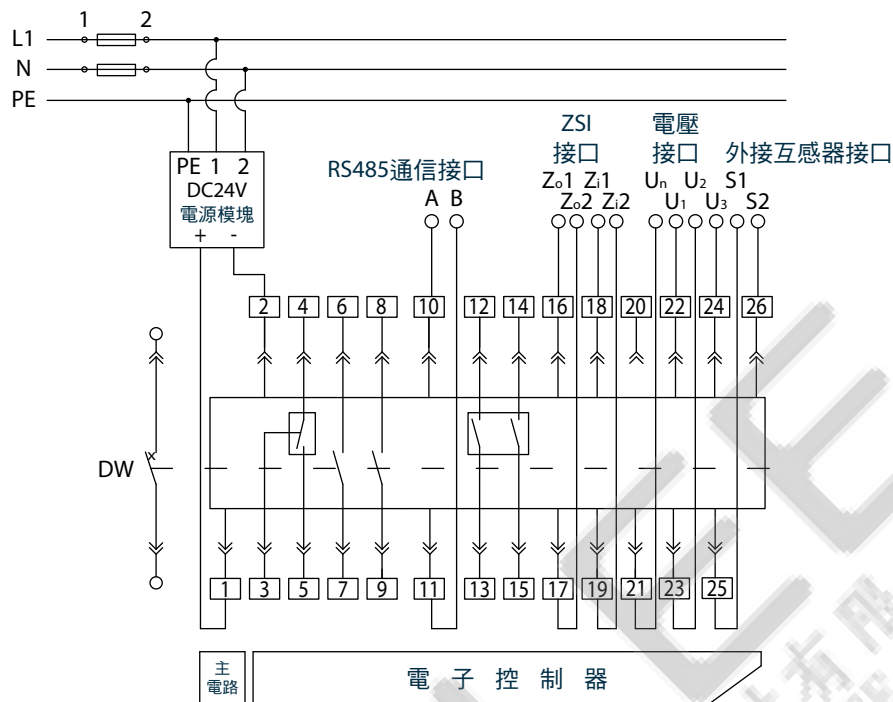 1 2
L1
N
PE
ZSI 電壓
接口 接口 外接互感器接口
RS485通信接口
PE 1 2
DC24V
電源模塊
+ -
A B
Zo1 Zi1 Un U2 S1
Zo2 Zi2 U1 U3 S2
2 4 6 8 10 12 14 16 18 20 22 24 26
DW
1 3 5 7 9 11 13 15 17 19 21 23 25
主
電路
電子控制器